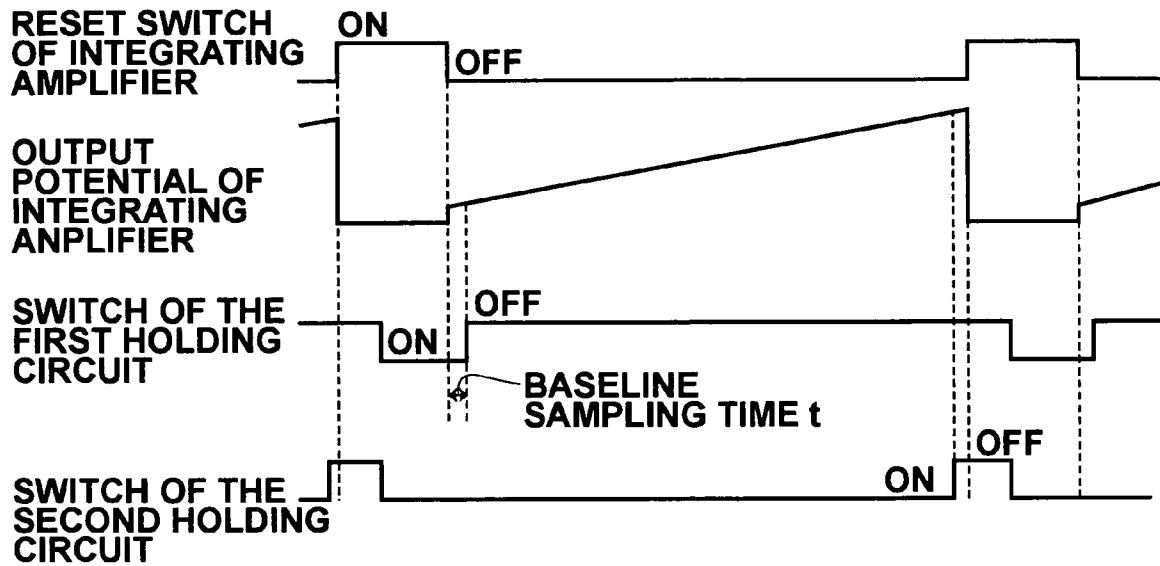 RESET SWITCH
OF INTEGRATING
AMPLIFIER
ON
OFF
OUTPUT
POTENTIAL OF
INTEGRATING
ANPLIFIER
SWITCH OF THE
FIRST HOLDING
CIRCUIT
ON
OFF
BASELINE
SAMPLING TIME t
SWITCH OF THE
SECOND HOLDING
CIRCUIT
ON
OFF